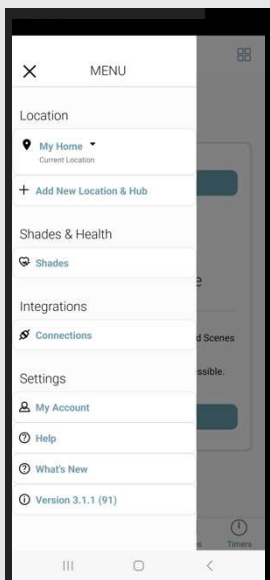 MENU
Location
My Home
Current Location
Add New Location & Hub
Shades & Health
Shades
Integrations
Connections
d Scenes
Settings
ssible.
My Account
Help
What's New
Version 3.1.1 (91)
Timers